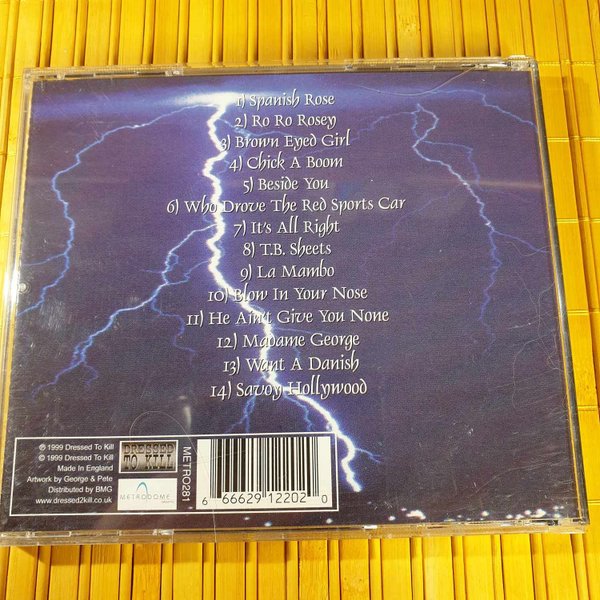 1) Spanish Rose
2) Ro Ro Rosey
3) Brown Eyed Girl
4) Chick A Boom
5) Beside You
6) Who Drove The Red Sports Car
7) It's All Right
8) T.B. Sheets
9) La Mambo
10) Blow In Your Nose
11) He Ain't Give You None
12) Madame George
13) Want A Danish
14) Savoy Hollywood
℗ 1999 Dressed To Kill
© 1999 Dressed To Kill
Made In England
Artwork by George & Pete
Distributed by BMG
www.dressed2kill.co.uk
DRESSED
TO KILL
METRODOME
METRO281
6 66629 12202 0